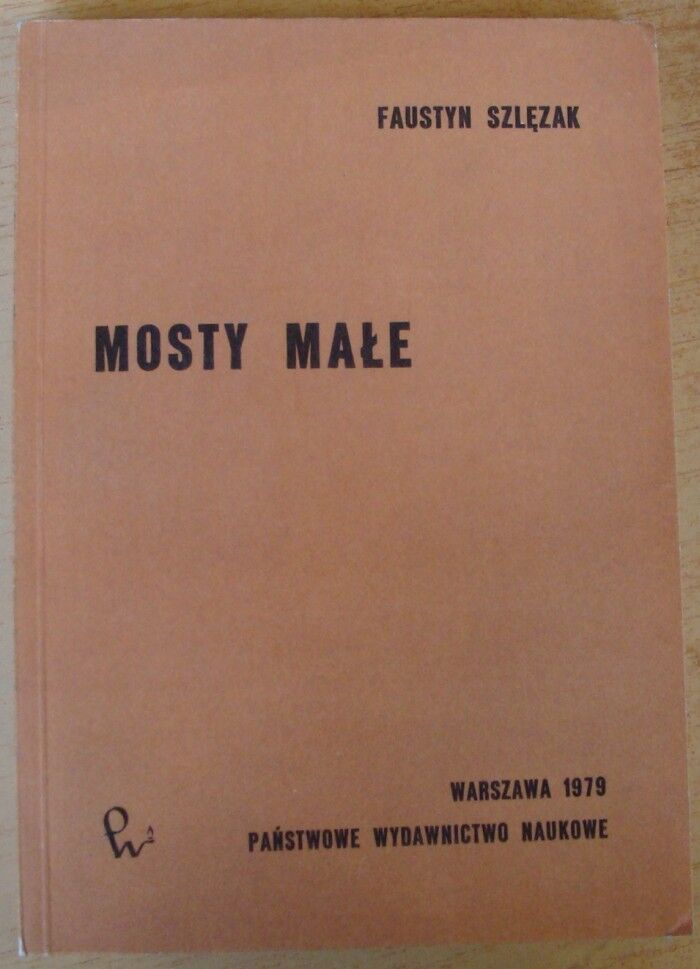 FAUSTYN SZLĘZAK
MOSTY MAŁE
WARSZAWA 1979
PAŃSTWOWE WYDAWNICTWO NAUKOWE